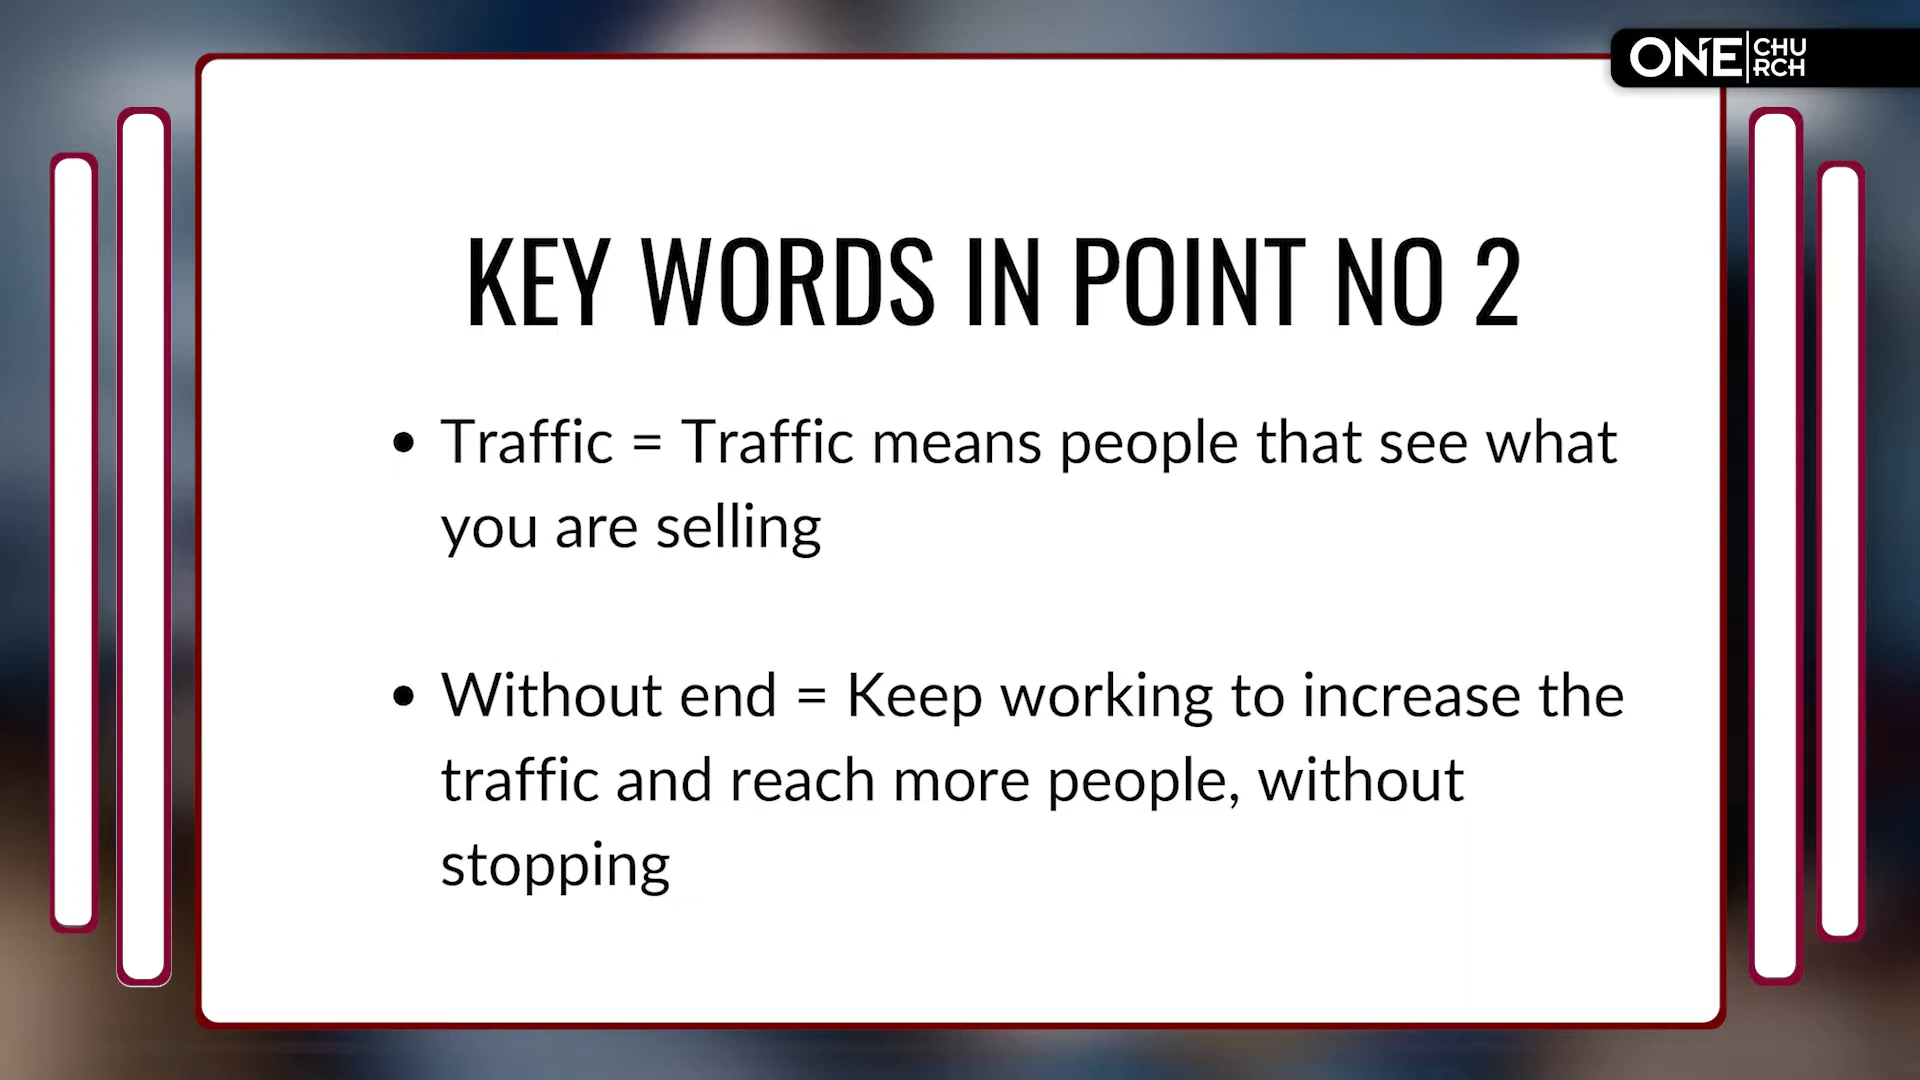 ONE CHU
RCH
KEY WORDS IN POINT NO 2
• Traffic = Traffic means people that see what
you are selling
• Without end = Keep working to increase the
traffic and reach more people, without
stopping